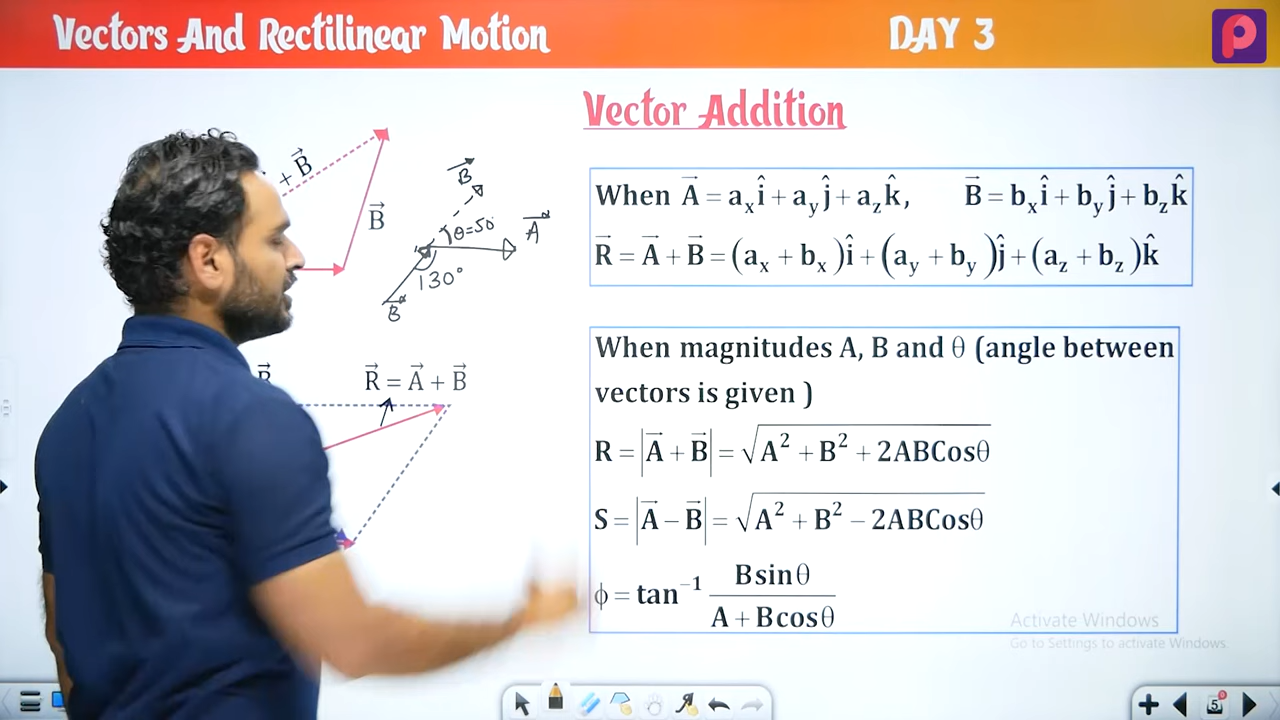 Vectors And Rectilinear Motion
DAY 3
Vector Addition
+ B⃗
B⃗
B⃗
θ=50°
A⃗
130°
B⃗
When A⃗ = aₓî + a_yĵ + a_zk̂, B⃗ = bₓî + b_yĵ + b_zk̂
R⃗ = A⃗ + B⃗ = (aₓ + bₓ)î + (a_y + b_y)ĵ + (a_z + b_z)k̂
R⃗ = A⃗ + B⃗
When magnitudes A, B and θ (angle between
vectors is given )
R = |A⃗ + B⃗| = √(A² + B² + 2ABCosθ)
S = |A⃗ − B⃗| = √(A² + B² − 2ABCosθ)
ϕ = tan⁻¹ Bsinθ / A + Bcosθ
Activate Windows
Go to Settings to activate Windows.
5